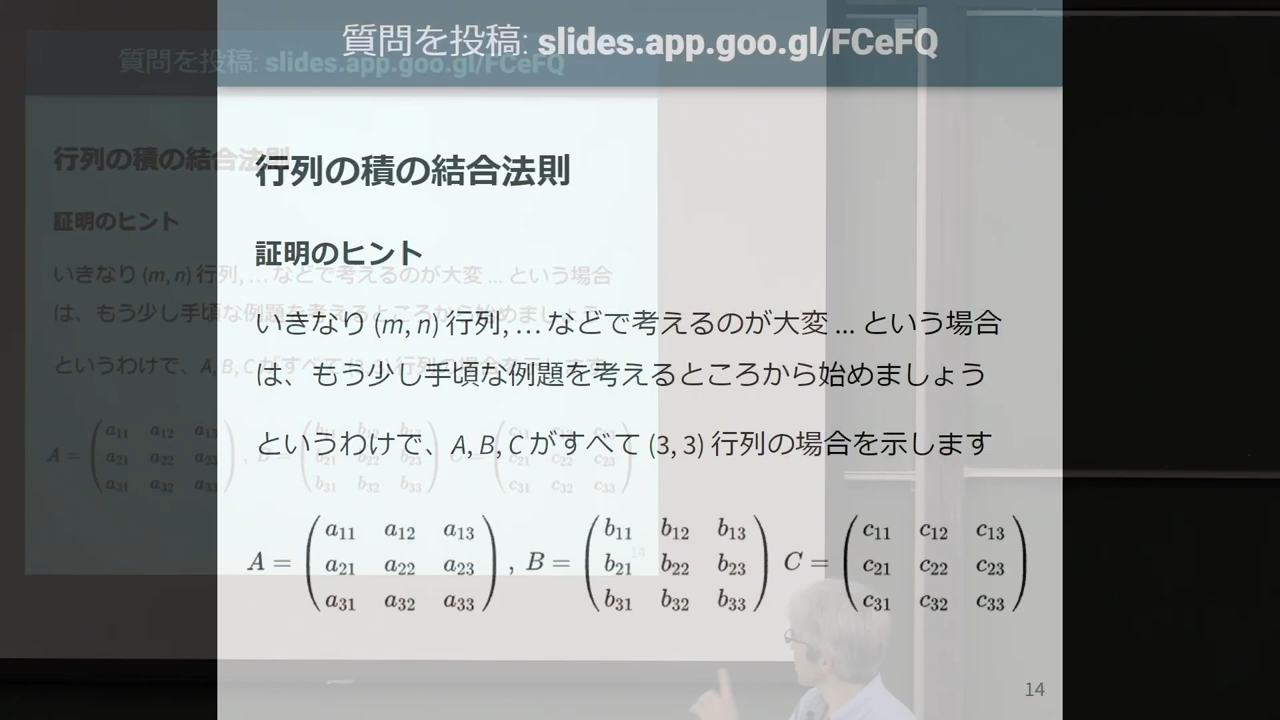 質問を投稿: slides.app.goo.gl/FCeFQ
行列の積の結合法則
証明のヒント
いきなり (m, n) 行列, … などで考えるのが大変 ... という場合
は、もう少し手頃な例題を考えるところから始めましょう
というわけで、A, B, C がすべて (3, 3) 行列の場合を示します
a11 a12 a13 b11 b12 b13 c11 c12 c13
A = a21 a22 a23 , B = b21 b22 b23 C = c21 c22 c23
a31 a32 a33 b31 b32 b33 c31 c32 c33
14